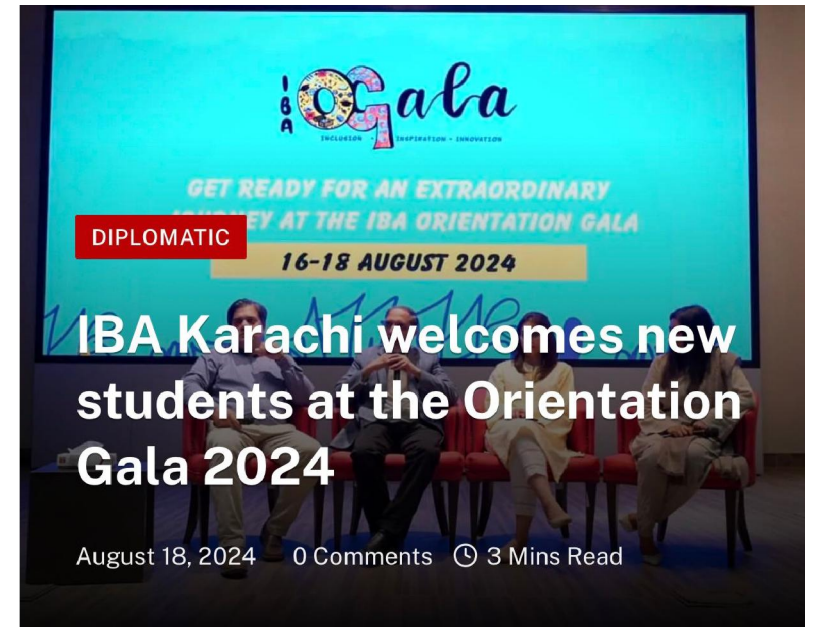 IBA
OGala
INCLUSION - INSPIRATION - INNOVATION
GET READY FOR AN EXTRAORDINARY
JOURNEY AT THE IBA ORIENTATION GALA
DIPLOMATIC
16-18 AUGUST 2024
IBA Karachi welcomes new
students at the Orientation
Gala 2024
August 18, 2024 0 Comments 3 Mins Read